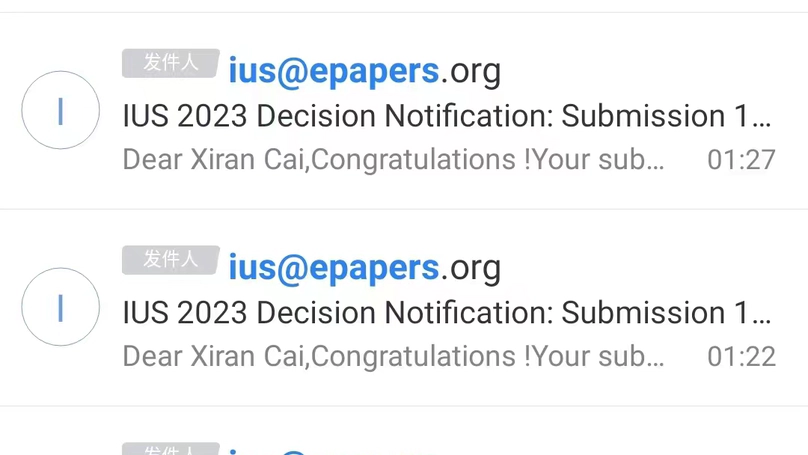 发件人 ius@epapers.org
I
IUS 2023 Decision Notification: Submission 1...
Dear Xiran Cai,Congratulations !Your sub... 01:27
发件人 ius@epapers.org
I
IUS 2023 Decision Notification: Submission 1...
Dear Xiran Cai,Congratulations !Your sub... 01:22
发件人